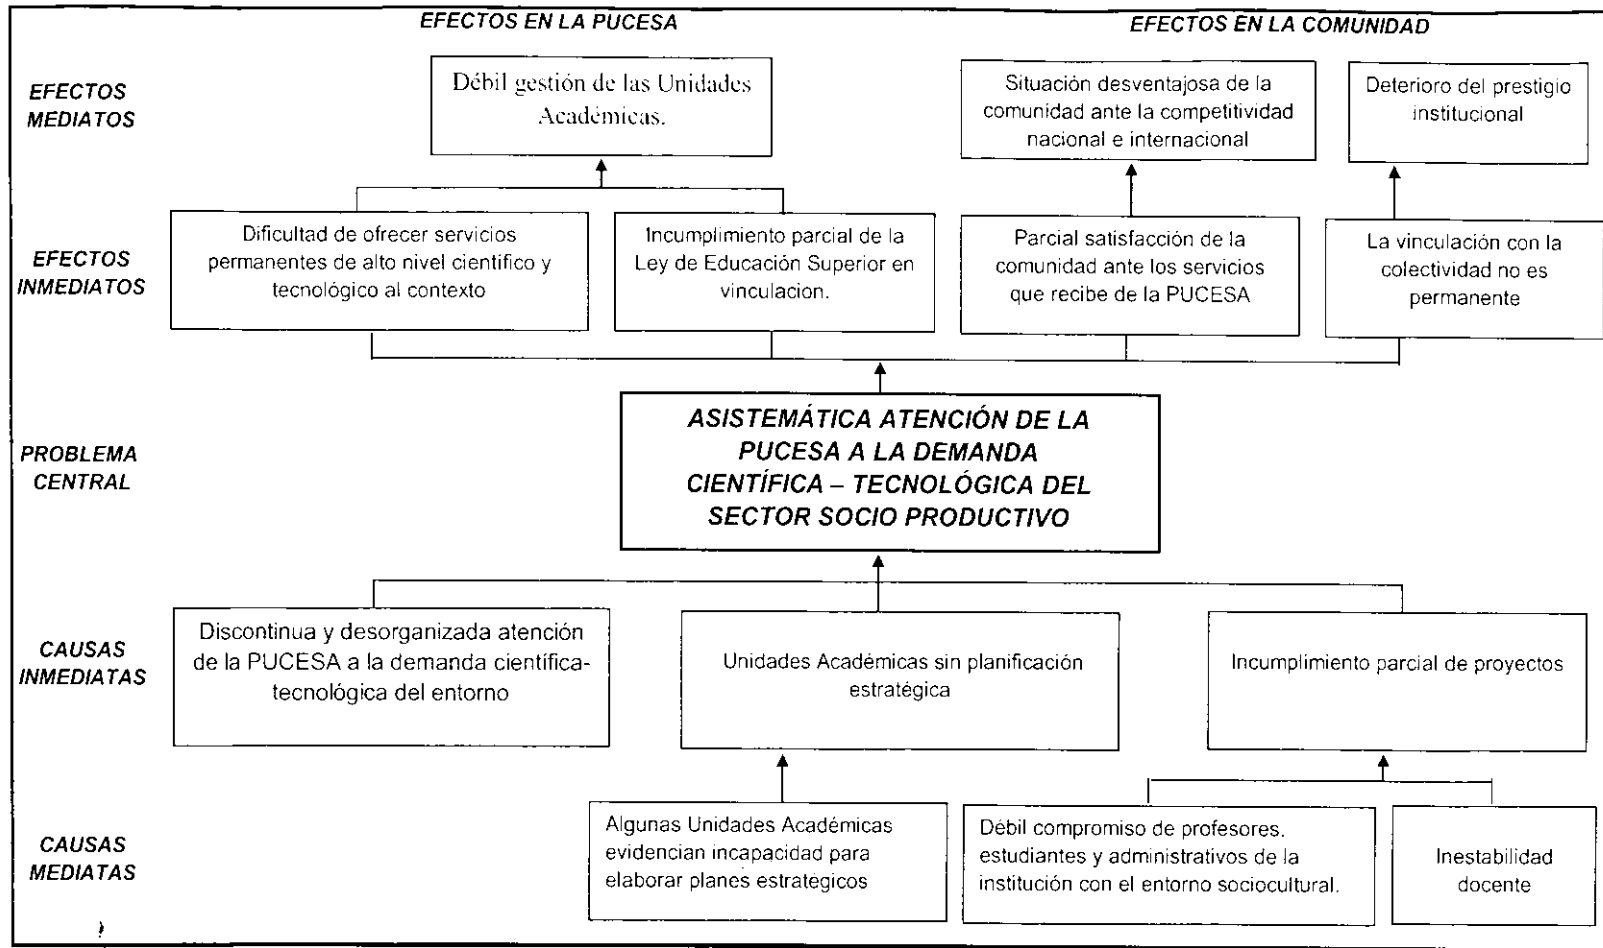 EFECTOS EN LA PUCESA
EFECTOS EN LA COMUNIDAD
EFECTOS
MEDIATOS
Débil gestión de las Unidades
Académicas.
Situación desventajosa de la
comunidad ante la competitividad
nacional e internacional
Deterioro del prestigio
institucional
EFECTOS
INMEDIATOS
Dificultad de ofrecer servicios
permanentes de alto nivel científico y
tecnológico al contexto
Incumplimiento parcial de la
Ley de Educación Superior en
vinculacion.
Parcial satisfacción de la
comunidad ante los servicios
que recibe de la PUCESA
La vinculación con la
colectividad no es
permanente
PROBLEMA
CENTRAL
ASISTEMÁTICA ATENCIÓN DE LA
PUCESA A LA DEMANDA
CIENTÍFICA – TECNOLÓGICA DEL
SECTOR SOCIO PRODUCTIVO
CAUSAS
INMEDIATAS
Discontinua y desorganizada atención
de la PUCESA a la demanda científica-
tecnológica del entorno
Unidades Académicas sin planificación
estratégica
Incumplimiento parcial de proyectos
CAUSAS
MEDIATAS
Algunas Unidades Académicas
evidencian incapacidad para
elaborar planes estratégicos
Débil compromiso de profesores,
estudiantes y administrativos de la
institución con el entorno sociocultural.
Inestabilidad
docente